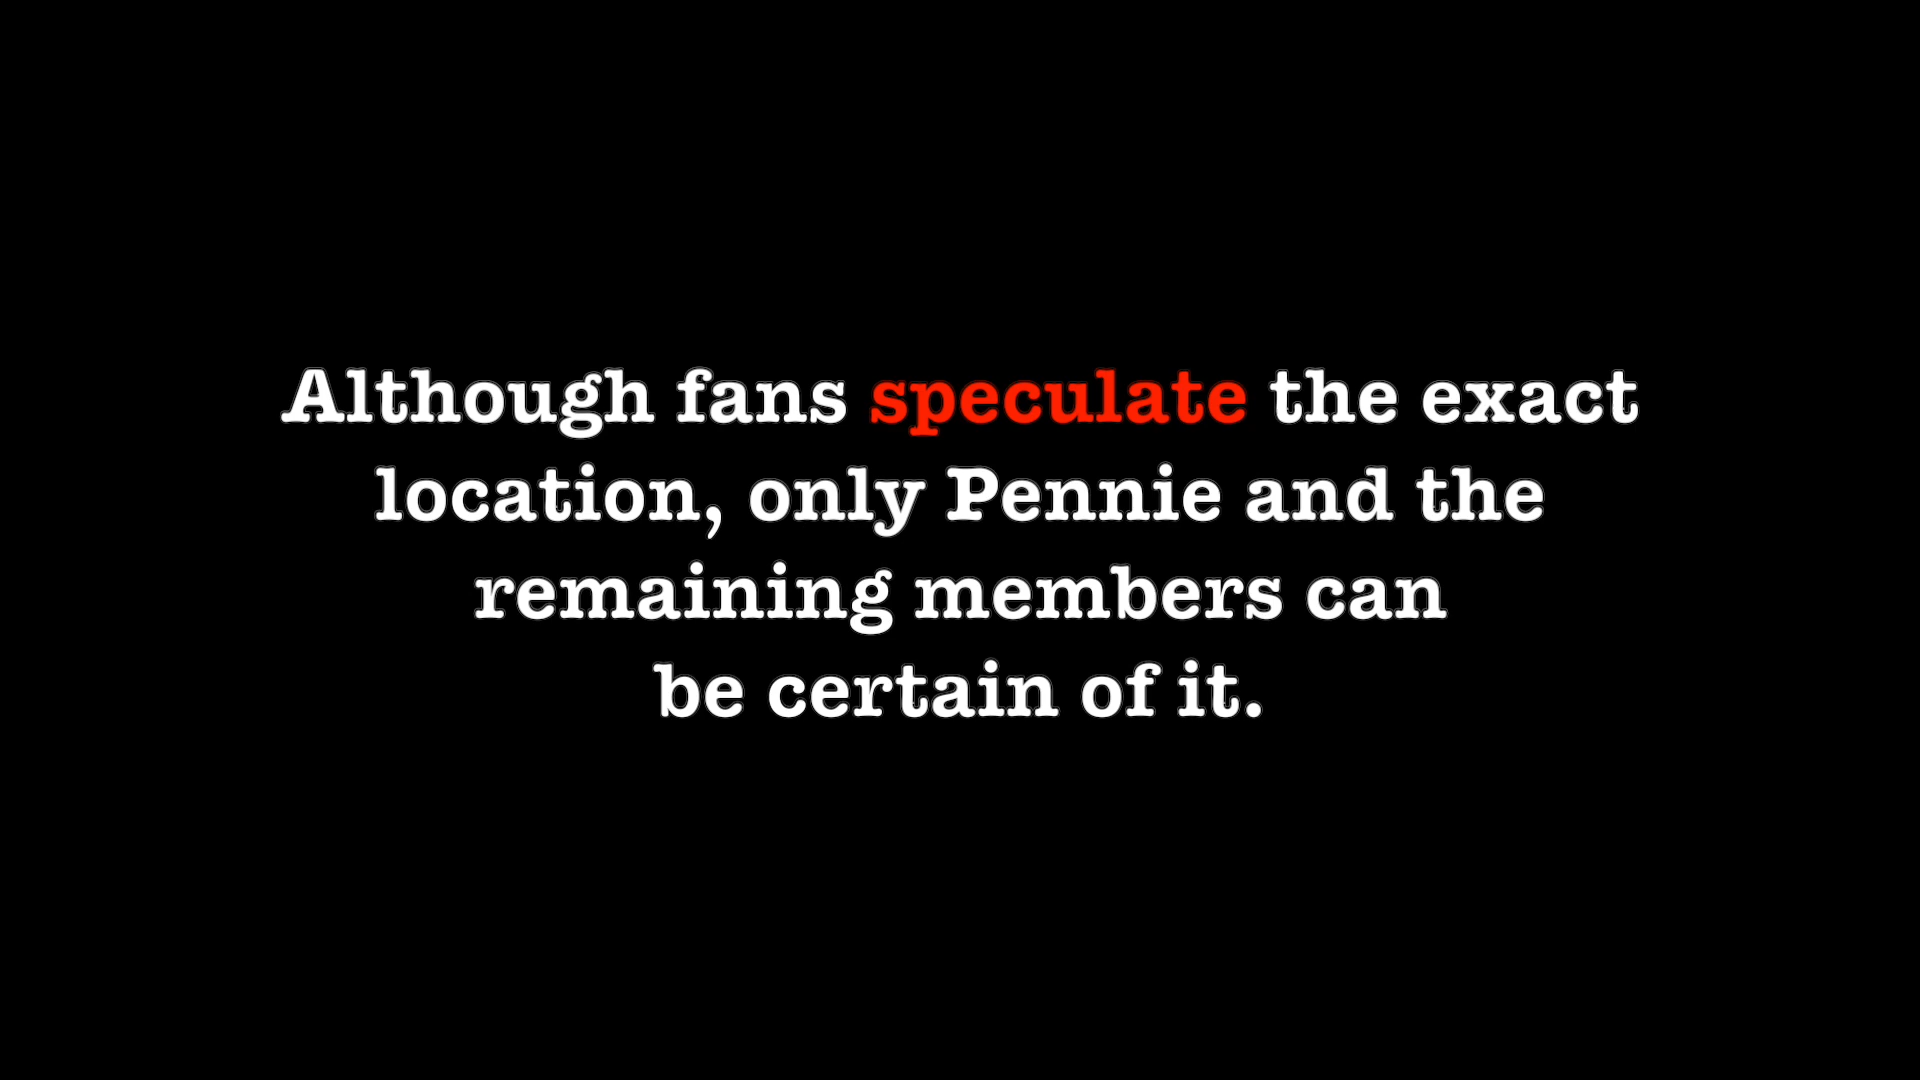 Although fans speculate the exact
location, only Pennie and the
remaining members can
be certain of it.